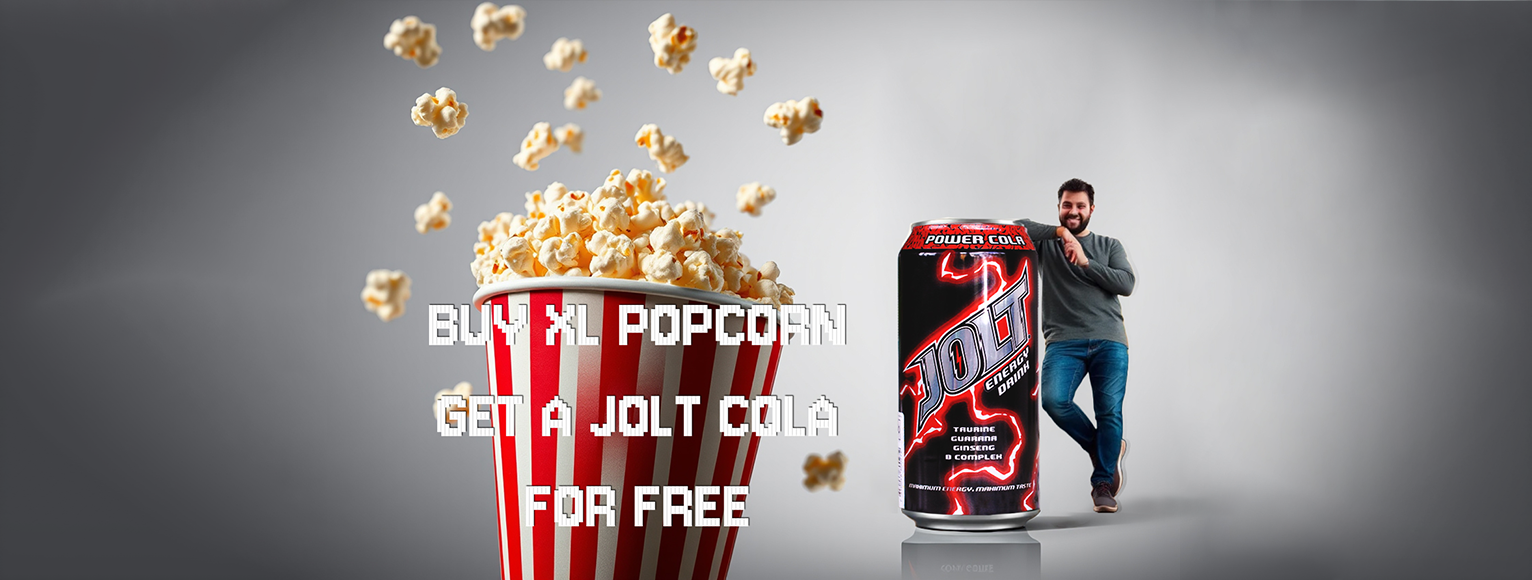 BUY XL POPCORN
GET A JOLT COLA
FOR FREE
POWER COLA
JOLT
ENERGY
DRINK
TAURINE
GUARANA
GINSENG
B COMPLEX
MAXIMUM ENERGY, MAXIMUM TASTE